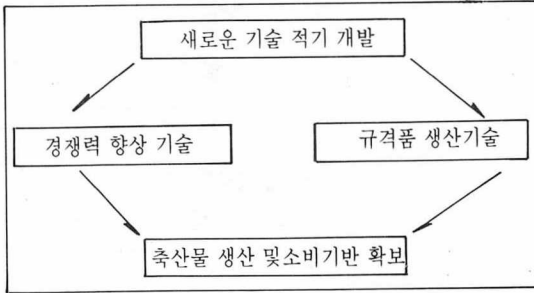 새로운 기술 적기 개발
경쟁력 향상 기술
규격품 생산기술
축산물 생산 및소비기반 확보